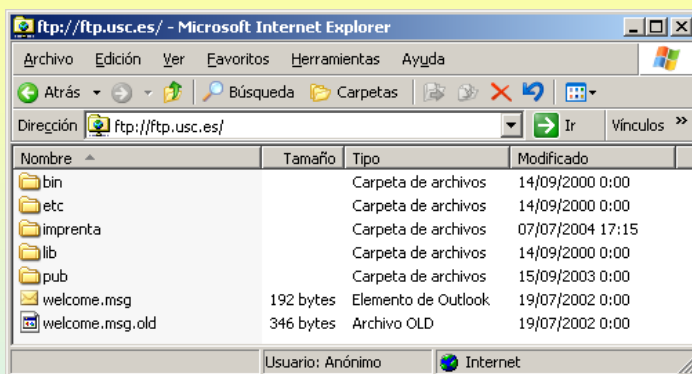 ftp://ftp.usc.es/ - Microsoft Internet Explorer
Archivo Edición Ver Favoritos Herramientas Ayuda
Atrás Búsqueda Carpetas
Dirección ftp://ftp.usc.es/ Ir Vínculos »
Nombre Tamaño Tipo Modificado
bin Carpeta de archivos 14/09/2000 0:00
etc Carpeta de archivos 14/09/2000 0:00
imprenta Carpeta de archivos 07/07/2004 17:15
lib Carpeta de archivos 14/09/2000 0:00
pub Carpeta de archivos 15/09/2003 0:00
welcome.msg 192 bytes Elemento de Outlook 19/07/2002 0:00
welcome.msg.old 346 bytes Archivo OLD 19/07/2002 0:00
Usuario: Anónimo Internet